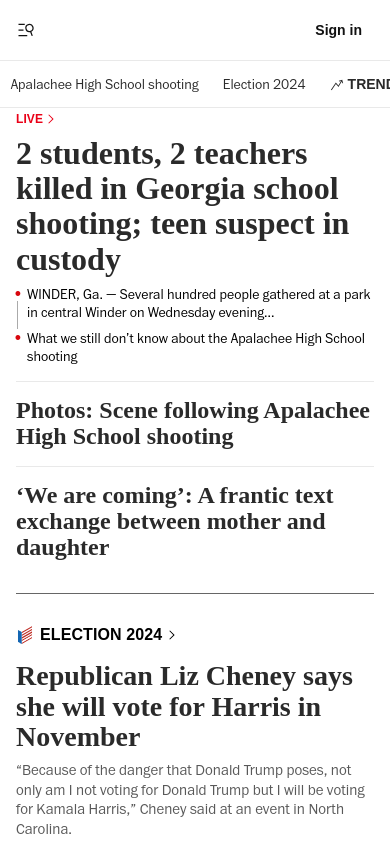 Sign in
Apalachee High School shooting Election 2024 TREND
LIVE
2 students, 2 teachers
killed in Georgia school
shooting; teen suspect in
custody
WINDER, Ga. — Several hundred people gathered at a park
in central Winder on Wednesday evening...
What we still don’t know about the Apalachee High School
shooting
Photos: Scene following Apalachee
High School shooting
‘We are coming’: A frantic text
exchange between mother and
daughter
ELECTION 2024
Republican Liz Cheney says
she will vote for Harris in
November
“Because of the danger that Donald Trump poses, not
only am I not voting for Donald Trump but I will be voting
for Kamala Harris,” Cheney said at an event in North
Carolina.